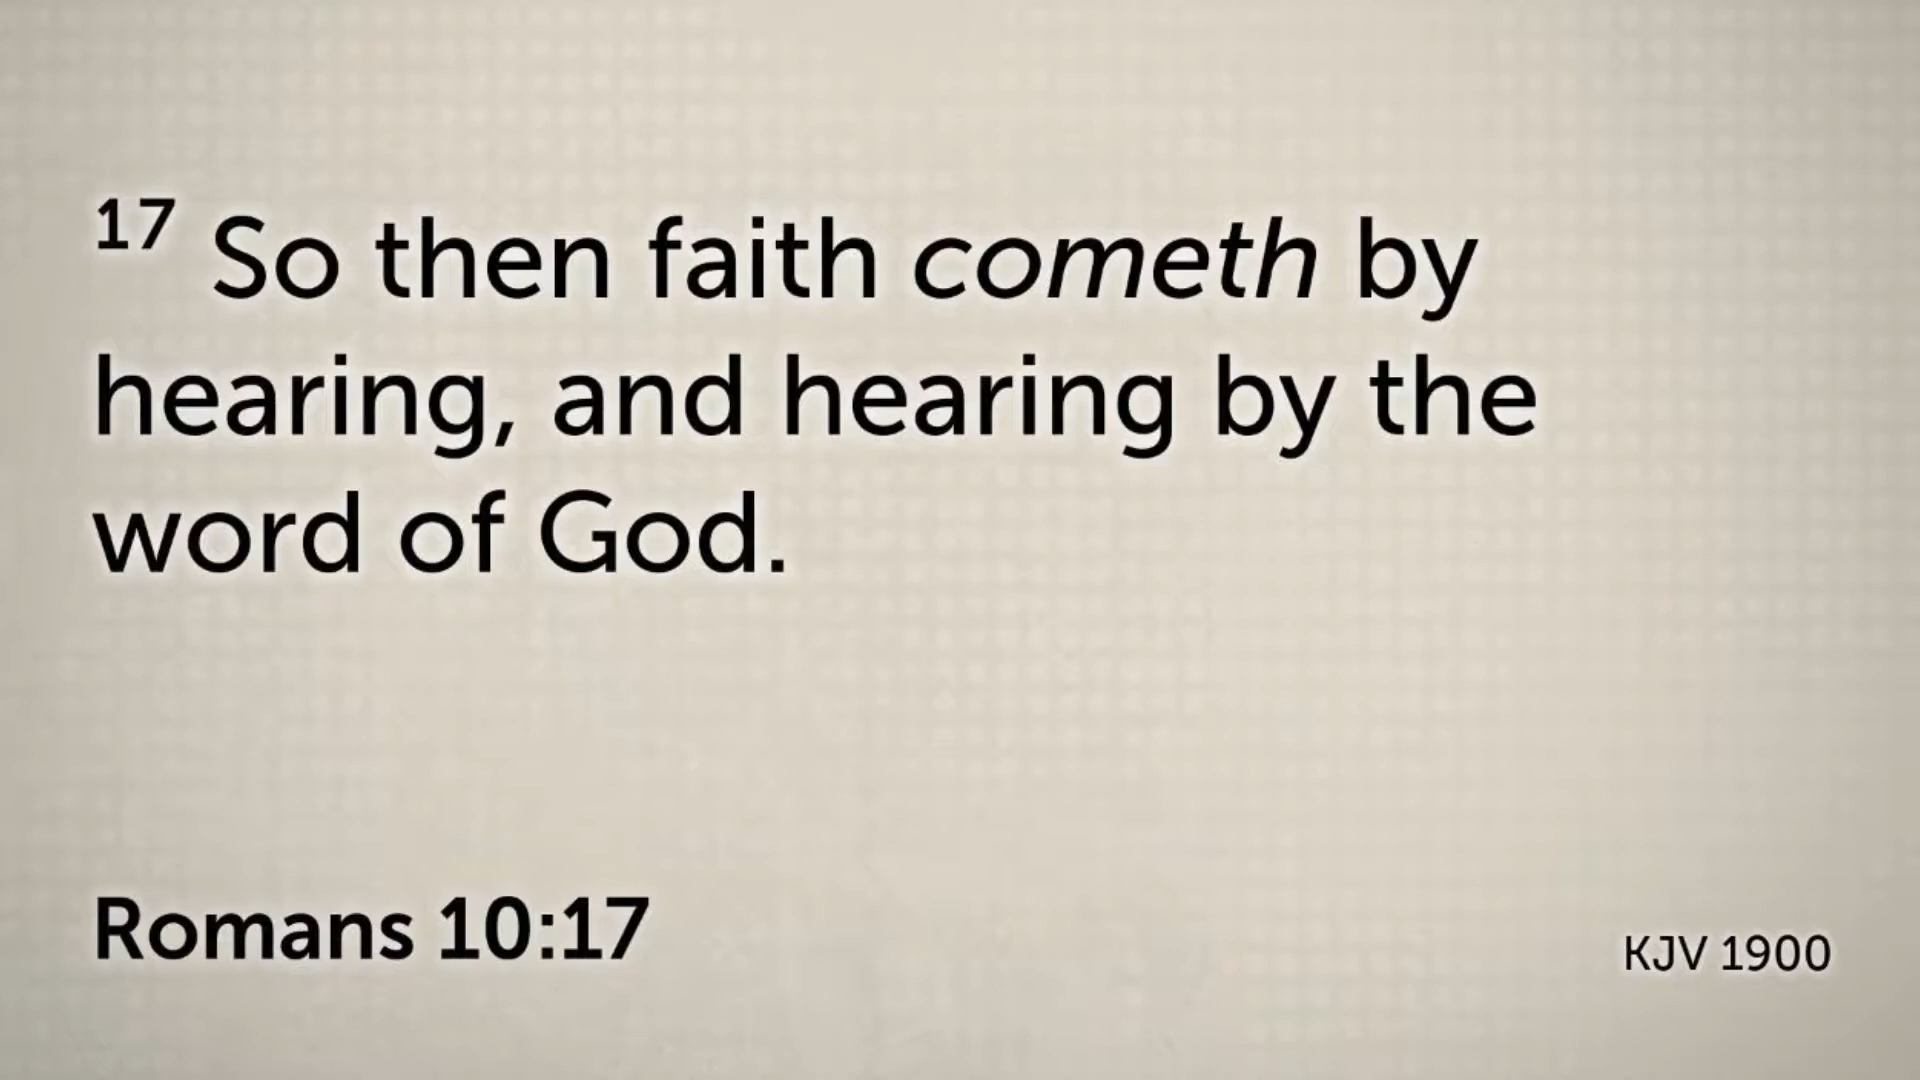 17 So then faith cometh by
hearing, and hearing by the
word of God.
Romans 10:17
KJV 1900